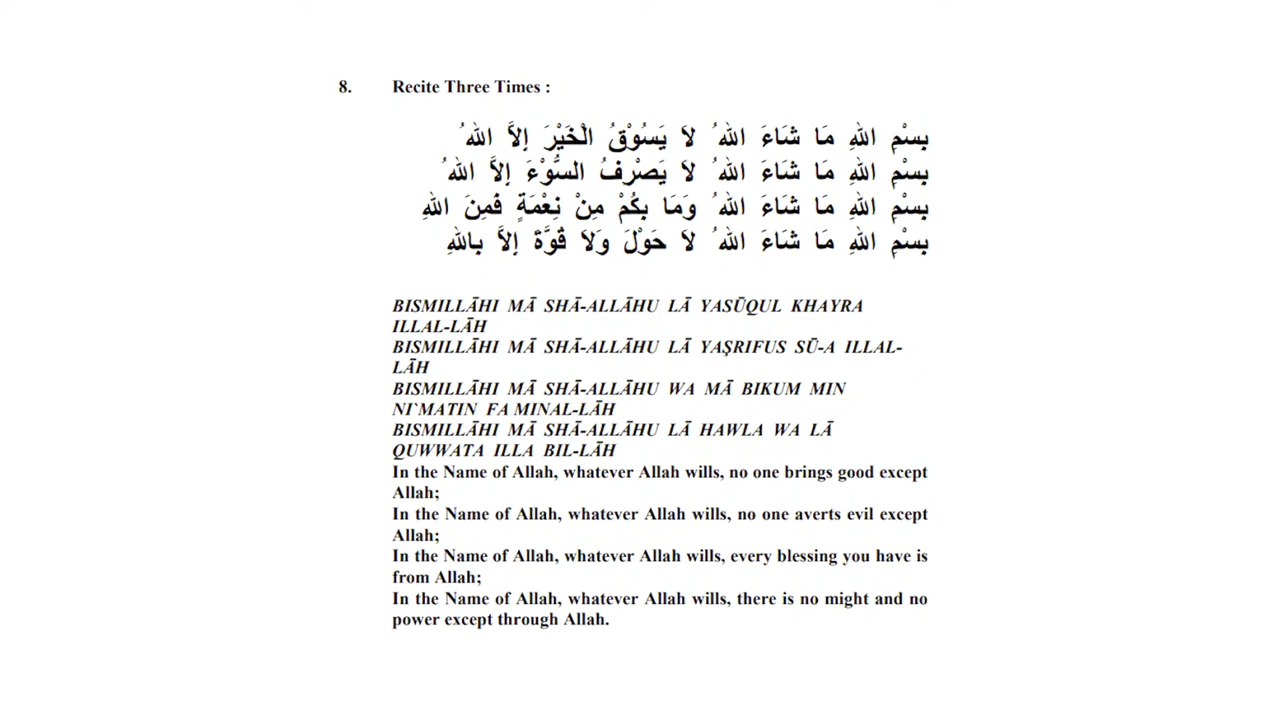 8. Recite Three Times :
بِسْمِ اللهِ مَا شَاءَ اللهُ لاَ يَسُوْقُ الْخَيْرَ إِلاَّ اللهُ
بِسْمِ اللهِ مَا شَاءَ اللهُ لاَ يَصْرِفُ السُّوْءَ إِلاَّ اللهُ
بِسْمِ اللهِ مَا شَاءَ اللهُ وَمَا بِكُمْ مِنْ نِعْمَةٍ فَمِنَ اللهِ
بِسْمِ اللهِ مَا شَاءَ اللهُ لاَ حَوْلَ وَلاَ قُوَّةَ إِلاَّ بِاللهِ
BISMILLĀHI MĀ SHĀ-ALLĀHU LĀ YASŪQUL KHAYRA
ILLAL-LĀH
BISMILLĀHI MĀ SHĀ-ALLĀHU LĀ YAŞRIFUS SŪ-A ILLAL-
LĀH
BISMILLĀHI MĀ SHĀ-ALLĀHU WA MĀ BIKUM MIN
NI`MATIN FA MINAL-LĀH
BISMILLĀHI MĀ SHĀ-ALLĀHU LĀ HAWLA WA LĀ
QUWWATA ILLA BIL-LĀH
In the Name of Allah, whatever Allah wills, no one brings good except
Allah;
In the Name of Allah, whatever Allah wills, no one averts evil except
Allah;
In the Name of Allah, whatever Allah wills, every blessing you have is
from Allah;
In the Name of Allah, whatever Allah wills, there is no might and no
power except through Allah.